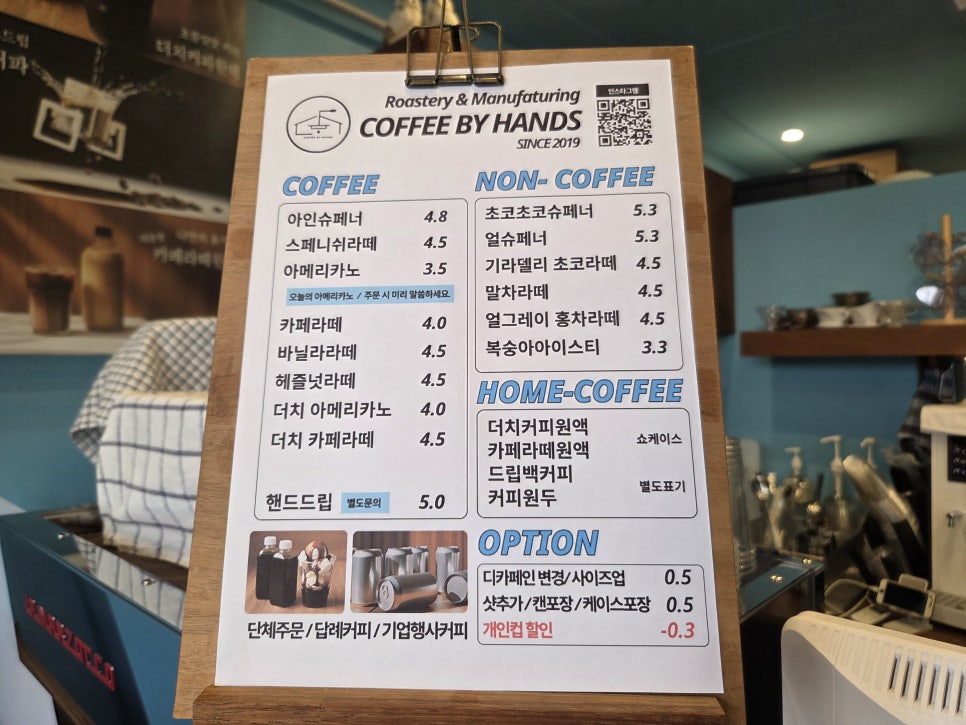 Roastery & Manufaturing
COFFEE BY HANDS
SINCE 2019
인스타그램
COFFEE BY HANDS
COFFEE
아인슈페너 4.8
스페니쉬라떼 4.5
아메리카노 3.5
오늘의 아메리카노 / 주문 시 미리 말씀하세요.
카페라떼 4.0
바닐라라떼 4.5
헤즐넛라떼 4.5
더치 아메리카노 4.0
더치 카페라떼 4.5
핸드드립 별도문의 5.0
NON- COFFEE
초코초코슈페너 5.3
얼슈페너 5.3
기라델리 초코라떼 4.5
말차라떼 4.5
얼그레이 홍차라떼 4.5
복숭아아이스티 3.3
HOME-COFFEE
더치커피원액
카페라떼원액
쇼케이스
드립백커피
커피원두
별도표기
OPTION
디카페인 변경/사이즈업 0.5
샷추가/캔포장/케이스포장 0.5
개인컵 할인 -0.3
단체주문/답례커피/기업행사커피
더치커피원액